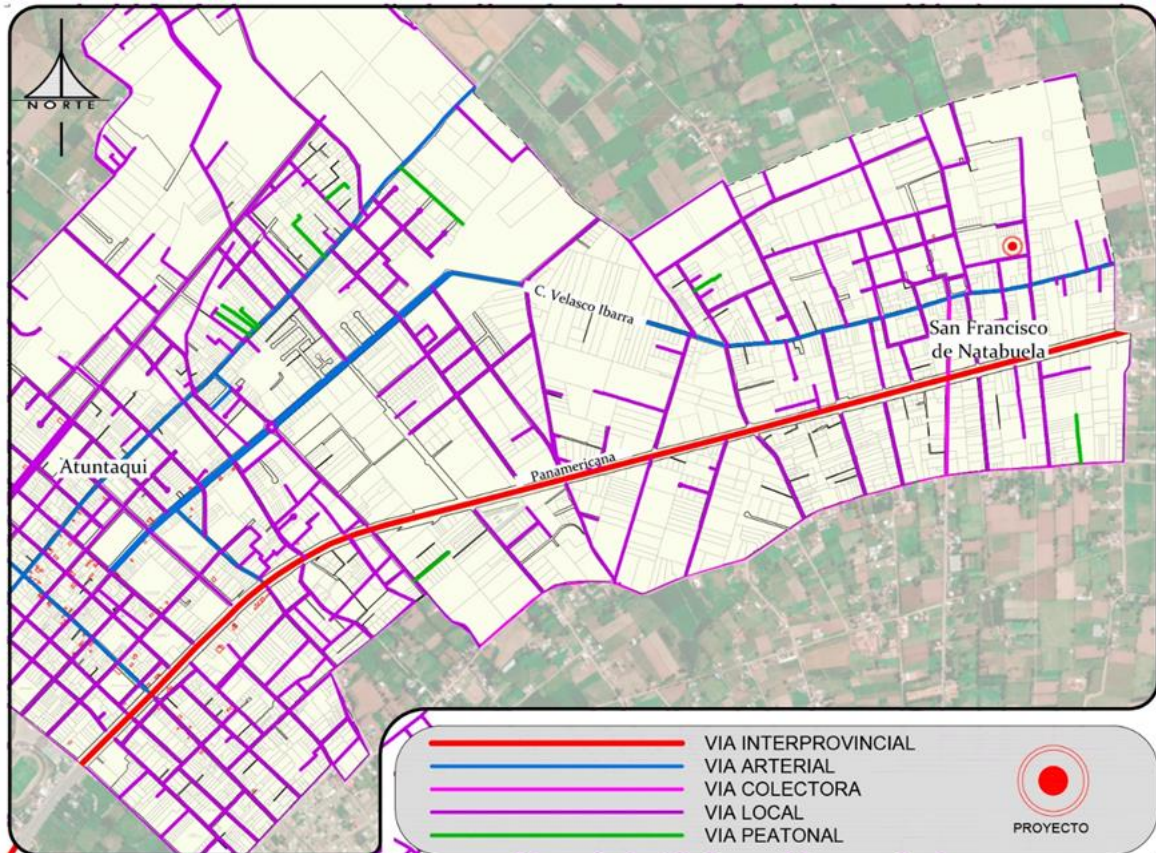 NORTE
C. Velasco Ibarra
San Francisco
de Natabuela
Atuntaqui
Panamericana
VIA INTERPROVINCIAL
VIA ARTERIAL
VIA COLECTORA
VIA LOCAL
VIA PEATONAL
PROYECTO